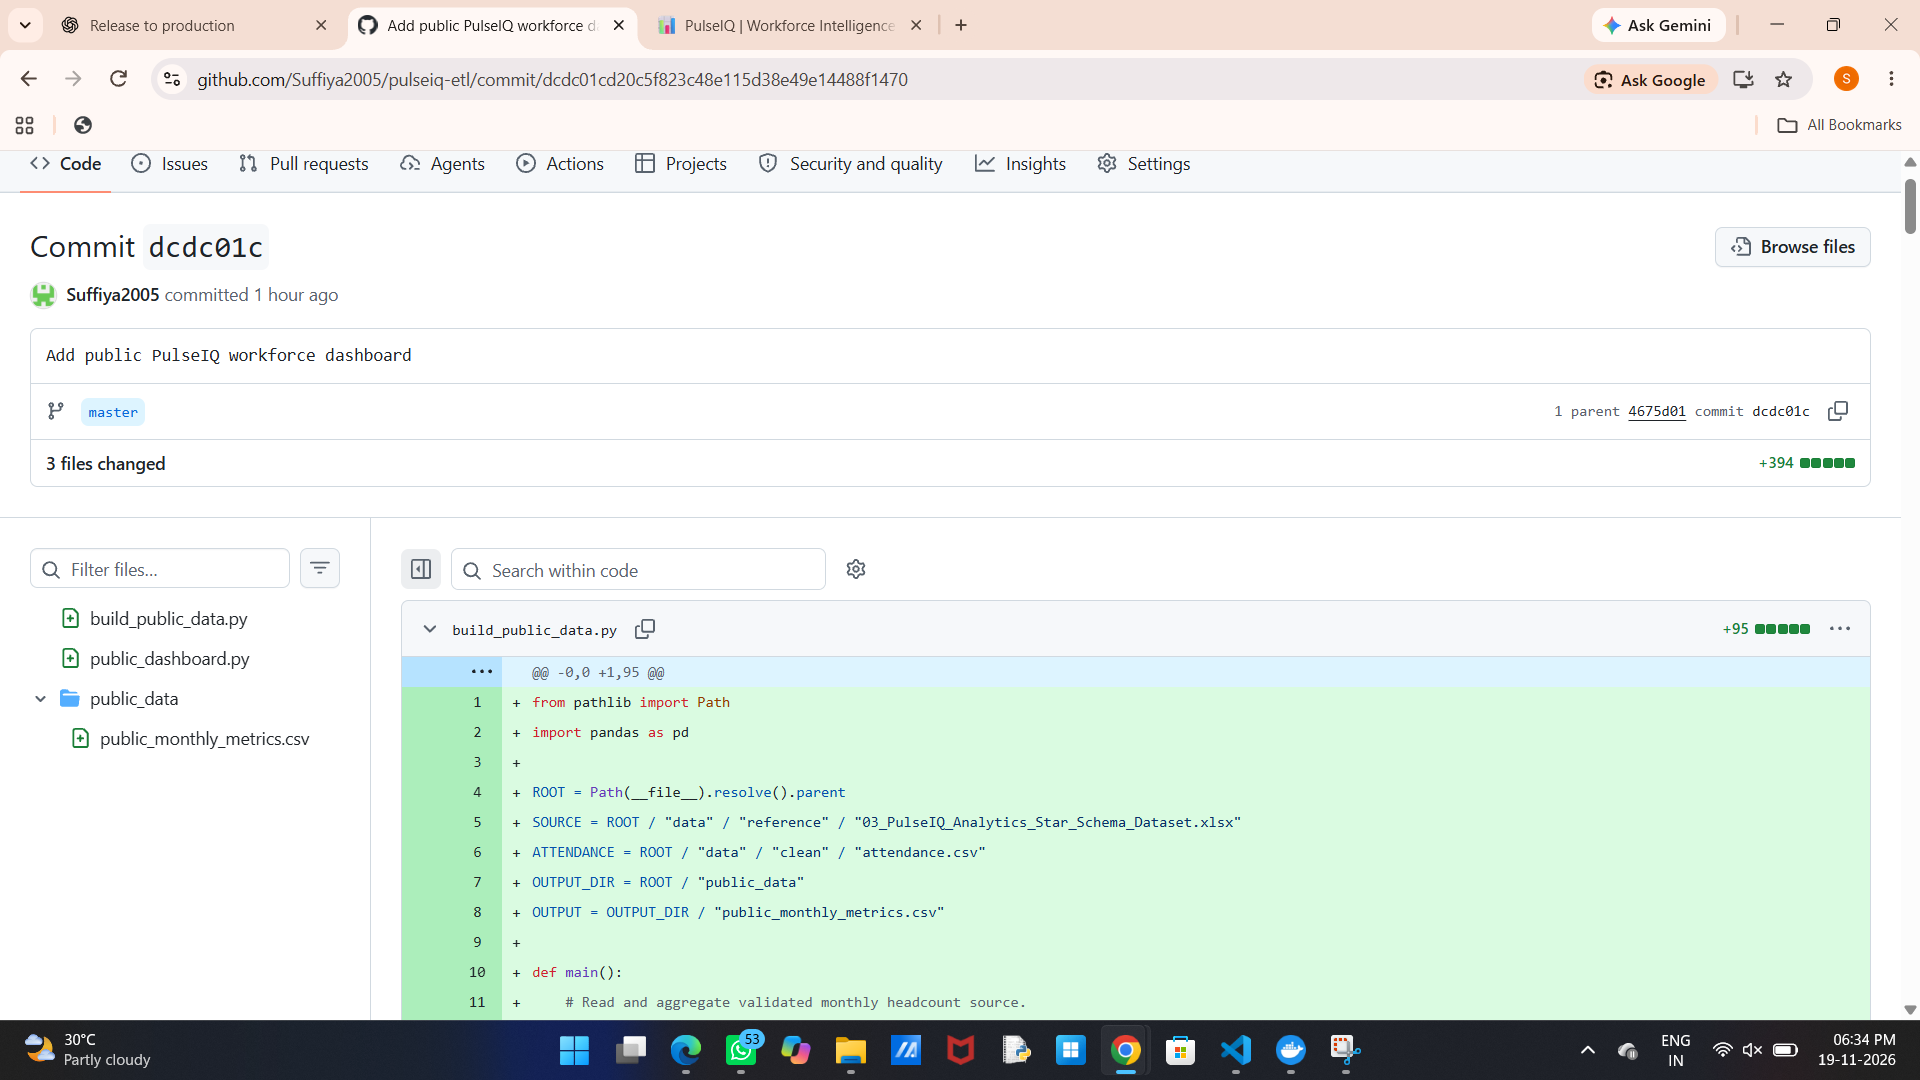 Release to production
Add public PulseIQ workforce da
PulseIQ | Workforce Intelligence
Ask Gemini
github.com/Suffiya2005/pulseiq-etl/commit/dcdc01cd20c5f823c48e115d38e49e14488f1470
Ask Google
S
All Bookmarks
Code
Issues
Pull requests
Agents
Actions
Projects
Security and quality
Insights
Settings
Commit dcdc01c
Browse files
Suffiya2005 committed 1 hour ago
Add public PulseIQ workforce dashboard
master
1 parent 4675d01 commit dcdc01c
3 files changed
+394
Filter files...
Search within code
build_public_data.py
public_dashboard.py
public_data
public_monthly_metrics.csv
build_public_data.py
+95
@@ -0,0 +1,95 @@
1 + from pathlib import Path
2 + import pandas as pd
3 +
4 + ROOT = Path(__file__).resolve().parent
5 + SOURCE = ROOT / "data" / "reference" / "03_PulseIQ_Analytics_Star_Schema_Dataset.xlsx"
6 + ATTENDANCE = ROOT / "data" / "clean" / "attendance.csv"
7 + OUTPUT_DIR = ROOT / "public_data"
8 + OUTPUT = OUTPUT_DIR / "public_monthly_metrics.csv"
9 +
10 + def main():
11 + # Read and aggregate validated monthly headcount source.
30°C
Partly cloudy
53
ENG
IN
06:34 PM
19-11-2026